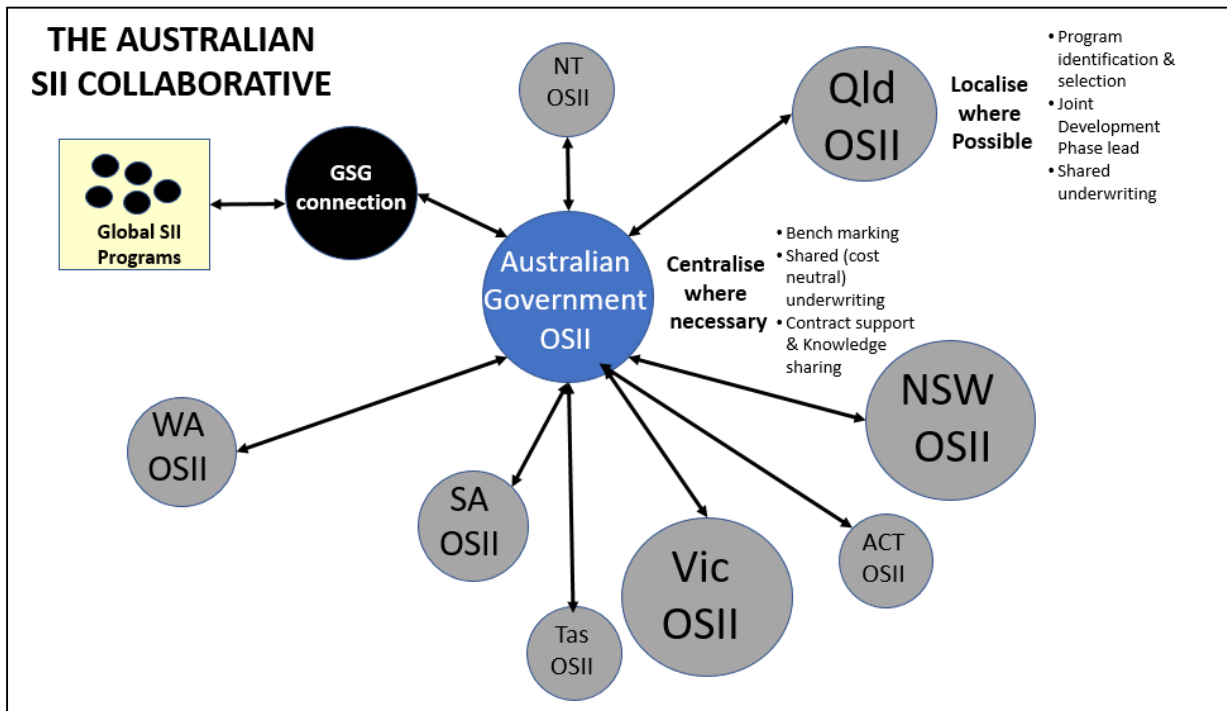 THE AUSTRALIAN
SII COLLABORATIVE
NT
OSII
Qld
OSII
Localise
where
Possible
• Program
identification &
selection
• Joint
Development
Phase lead
• Shared
underwriting
GSG
connection
Global SII
Programs
Australian
Government
OSII
Centralise
where
necessary
• Bench marking
• Shared (cost
neutral)
underwriting
• Contract support
& Knowledge
sharing
NSW
OSII
WA
OSII
SA
OSII
Vic
OSII
ACT
OSII
Tas
OSII